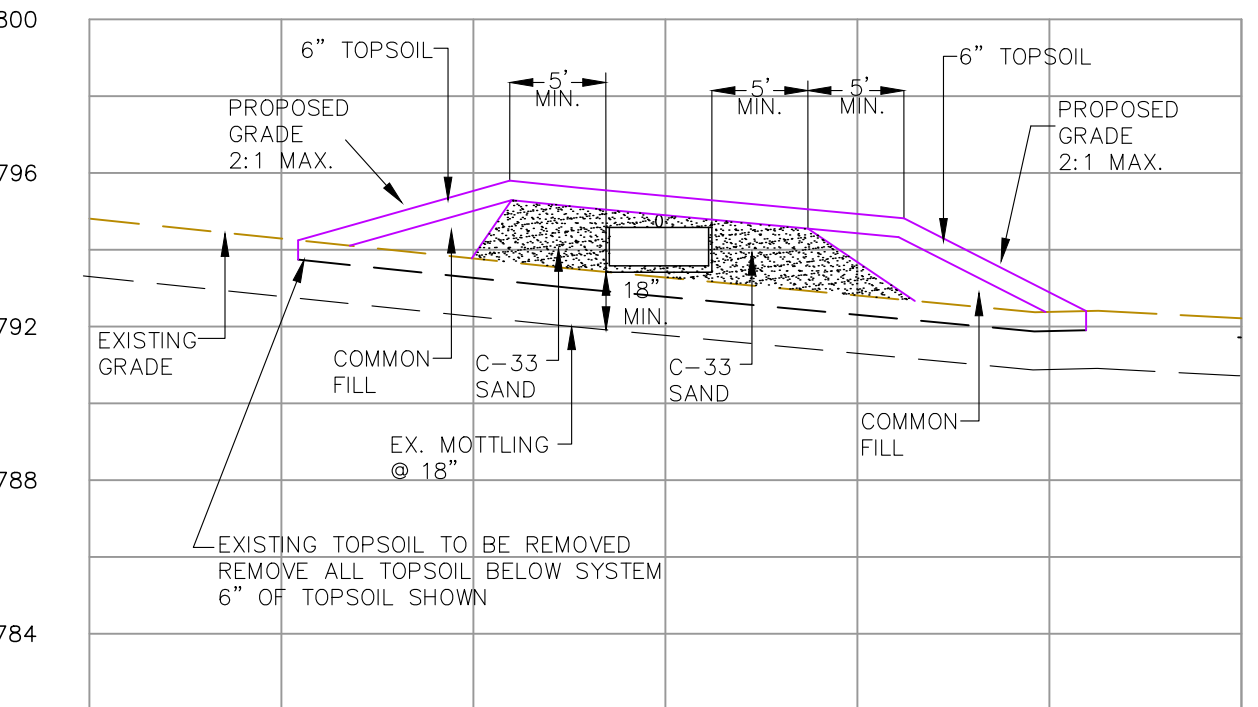 800
6" TOPSOIL
5'
MIN.
5'
MIN.
5'
MIN.
6" TOPSOIL
PROPOSED
GRADE
2:1 MAX.
PROPOSED
GRADE
2:1 MAX.
796
0
18"
MIN.
792
EXISTING
GRADE
COMMON
FILL
C-33
SAND
C-33
SAND
COMMON
FILL
EX. MOTTLING
@ 18"
788
EXISTING TOPSOIL TO BE REMOVED
REMOVE ALL TOPSOIL BELOW SYSTEM
6" OF TOPSOIL SHOWN
784